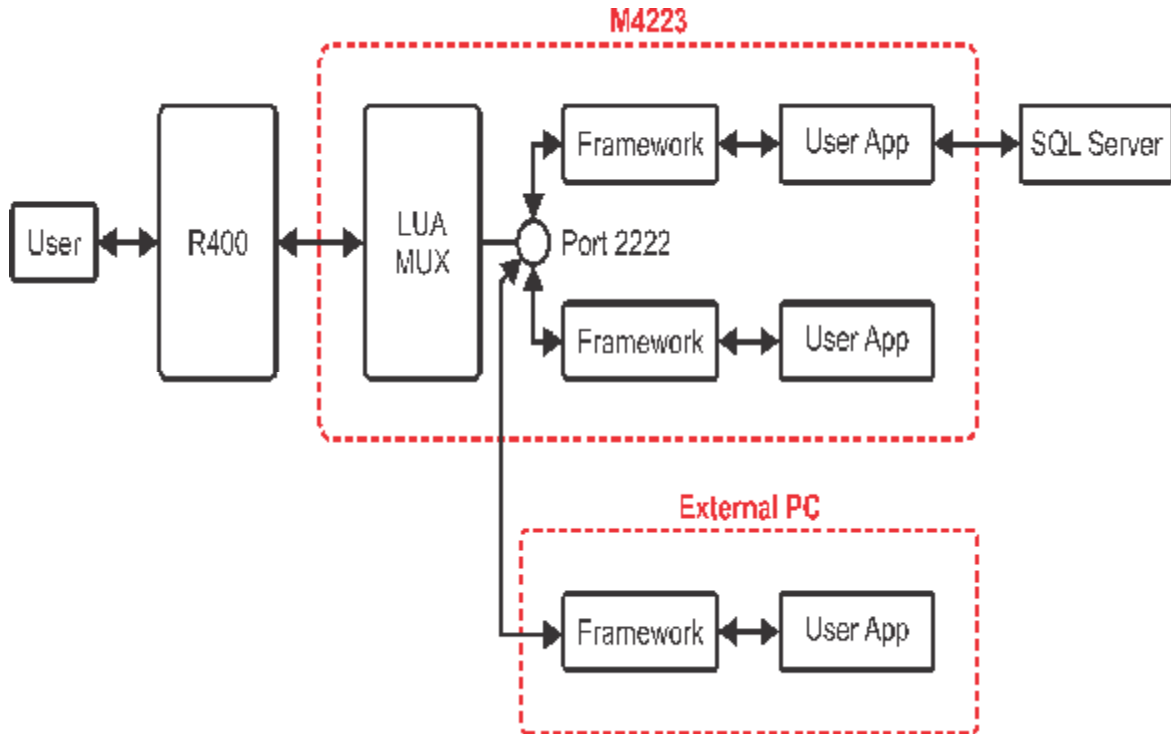 M4223
Framework
User App
SQL Server
User
R400
LUA
MUX
Port 2222
Framework
User App
External PC
Framework
User App